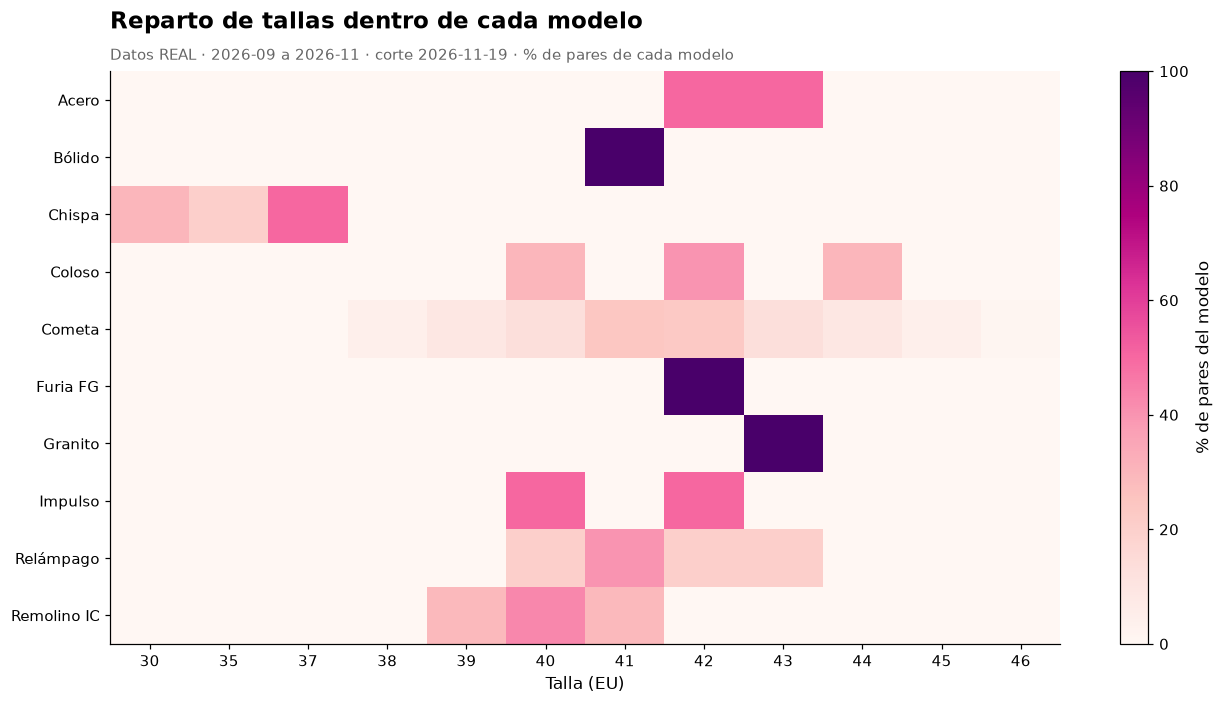 Reparto de tallas dentro de cada modelo
Datos REAL · 2026-09 a 2026-11 · corte 2026-11-19 · % de pares de cada modelo
Acero
Bólido
Chispa
Coloso
Cometa
Furia FG
Granito
Impulso
Relámpago
Remolino IC
30 35 37 38 39 40 41 42 43 44 45 46
Talla (EU)
100
80
60
40
20
0
% de pares del modelo